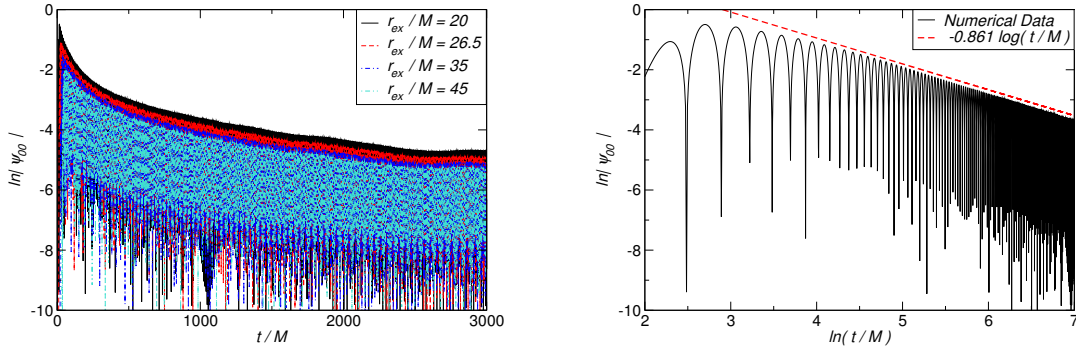 r_ex / M = 20
r_ex / M = 26.5
r_ex / M = 35
r_ex / M = 45
0
-2
-4
-6
-8
-10
0
1000
2000
3000
ln| ψ_00 |
t / M
Numerical Data
-0.861 log( t / M )
0
-2
-4
-6
-8
-10
2
3
4
5
6
7
ln| ψ_00 |
ln( t / M )